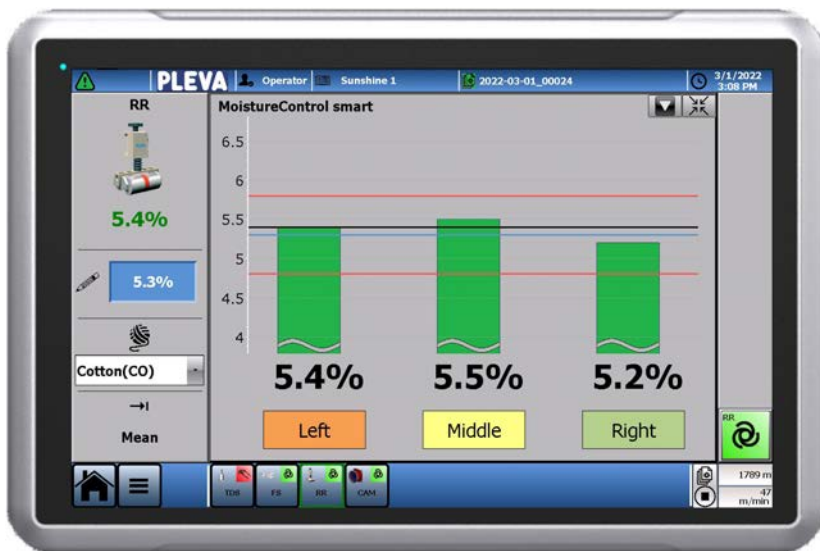 PLEVA Operator Sunshine 1 2022-03-01_00024 3/1/2022
3:08 PM
RR
MoistureControl smart
6.5
6
5.5
5
4.5
4
5.4%
5.3%
Cotton(CO)
Mean
5.4% 5.5% 5.2%
Left Middle Right
RR
TDS FS RR CAM
1789 m
47
m/min